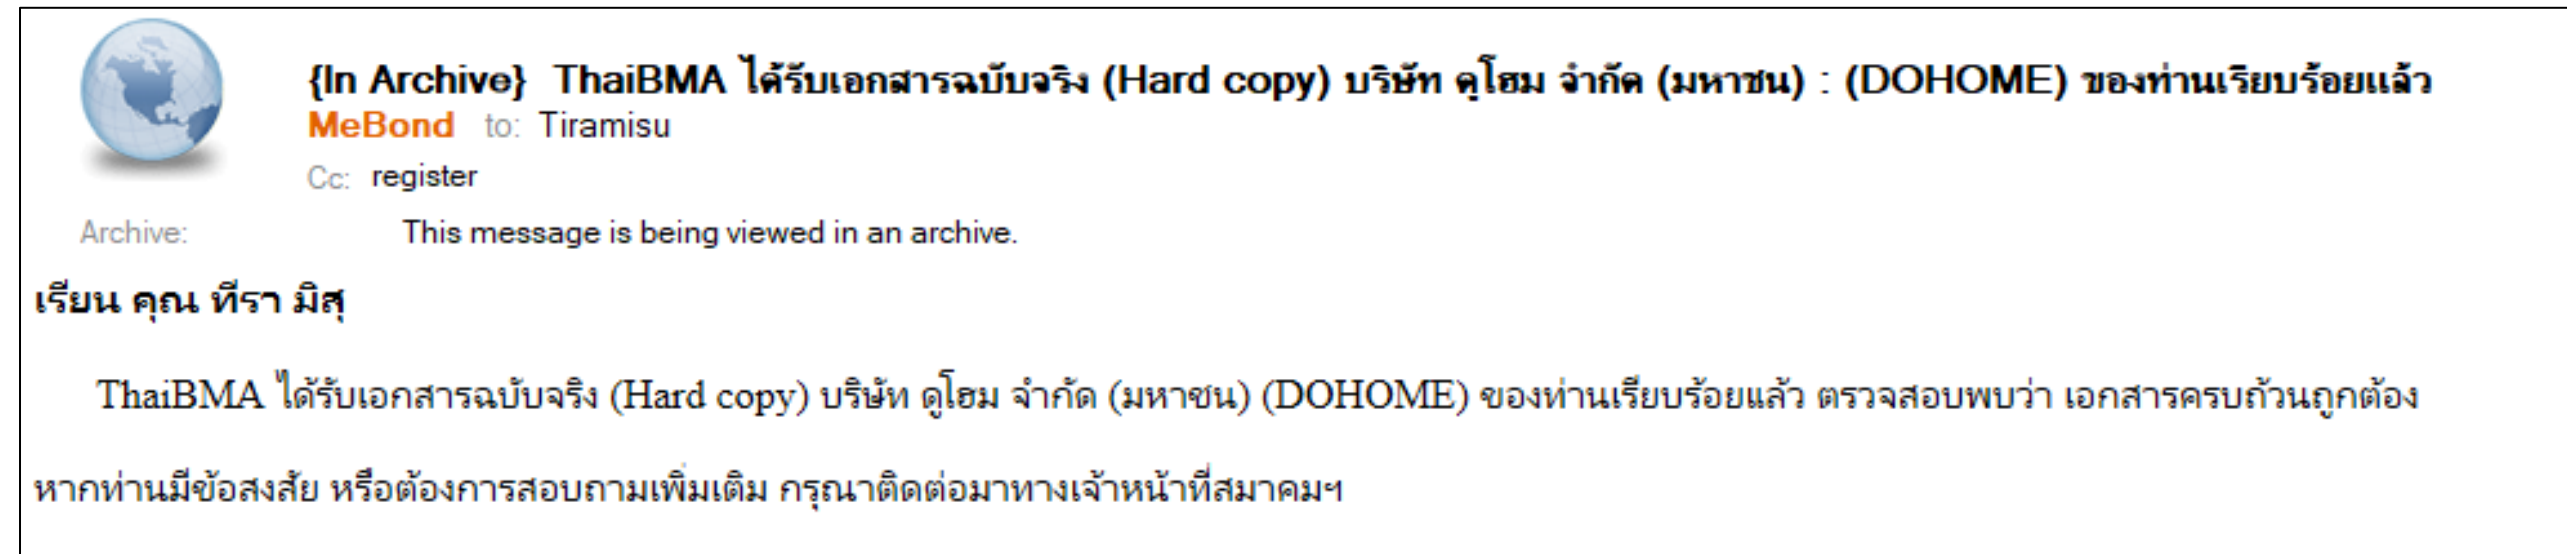 {In Archive} ThaiBMA ได้รับเอกสารฉบับจริง (Hard copy) บริษัท ดูโฮม จำกัด (มหาชน) : (DOHOME) ของท่านเรียบร้อยแล้ว
MeBond to: Tiramisu
Cc: register
Archive: This message is being viewed in an archive.
เรียน คุณ ทีรา มิสุ
ThaiBMA ได้รับเอกสารฉบับจริง (Hard copy) บริษัท ดูโฮม จำกัด (มหาชน) (DOHOME) ของท่านเรียบร้อยแล้ว ตรวจสอบพบว่า เอกสารครบถ้วนถูกต้อง
หากท่านมีข้อสงสัย หรือต้องการสอบถามเพิ่มเติม กรุณาติดต่อมาทางเจ้าหน้าที่สมาคมฯ